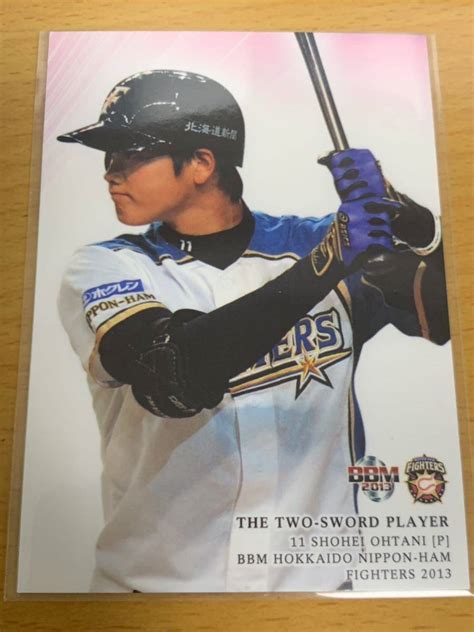 北海道新聞
11
ホクレン
NIPPON-HAM
FIGHTERS
BBM
2013
THE TWO-SWORD PLAYER
11 SHOHEI OHTANI [P]
BBM HOKKAIDO NIPPON-HAM
FIGHTERS 2013